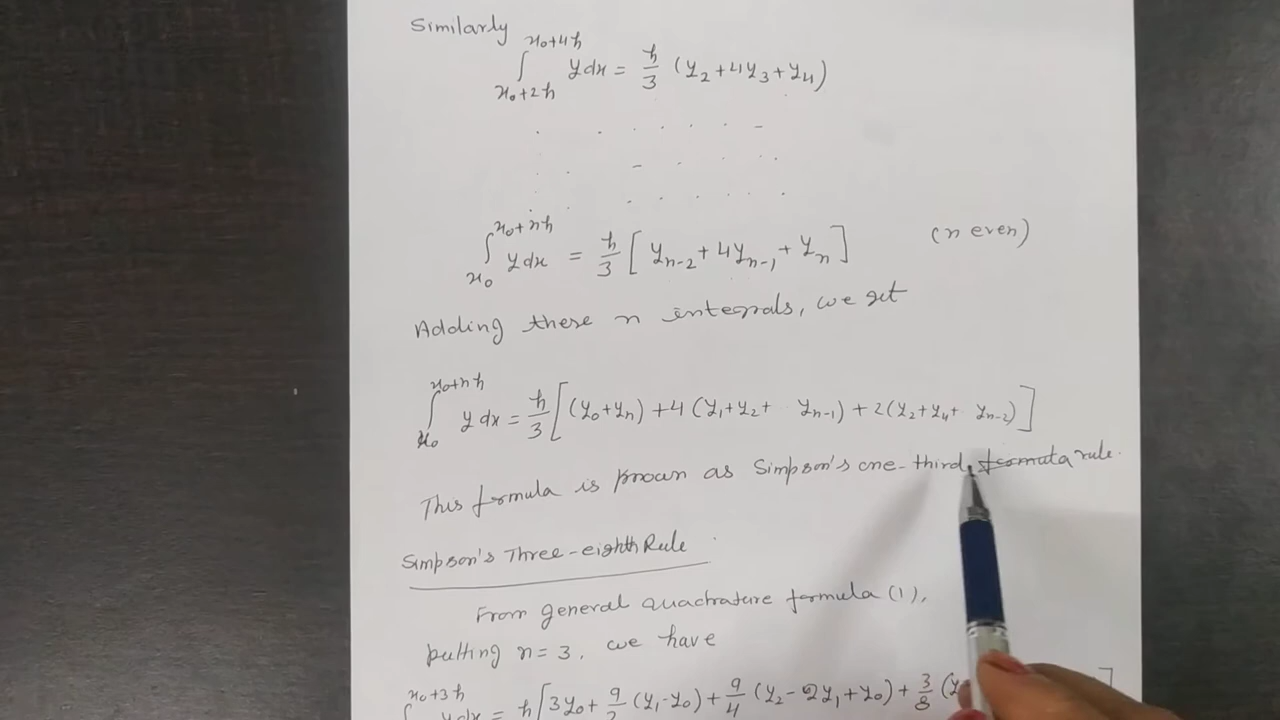 Similarly
∫_{x₀+2h}^{x₀+4h} y dx = h/3 (y₂+4y₃+y₄)
∫_{x₀}^{x₀+nh} y dx = h/3 [y_{n-2}+4y_{n-1}+y_n] (n even)
Adding these n integrals, we get
∫_{x₀}^{x₀+nh} y dx = h/3 [(y₀+y_n)+4(y₁+y₂+ y_{n-1})+2(y₂+y₄+ y_{n-2})]
This formula is known as Simpson's one-third formula rule.
Simpson's Three-eighth Rule
From general quadrature formula (1),
putting n=3, we have
∫^{x₀+3h} y dx = h[3y₀+9/2(y₁-y₀)+9/4(y₂-2y₁+y₀)+3/8(y